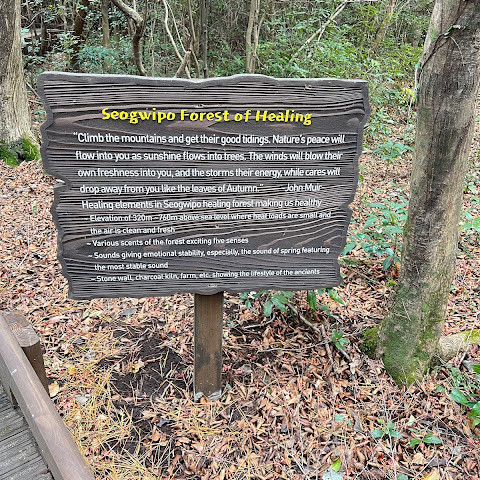 Seogwipo Forest of Healing
"Climb the mountains and get their good tidings. Nature's peace will
flow into you as sunshine flows into trees. The winds will blow their
own freshness into you, and the storms their energy, while cares will
drop away from you like the leaves of Autumn." John Muir
Healing elements in Seogwipo healing forest making us healthy
Elevation of 320m ~760m above sea level where heat loads are small and
the air is clean and fresh
– Various scents of the forest exciting five senses
– Sounds giving emotional stability, especially, the sound of spring featuring
the most stable sound
– Stone wall, charcoal kiln, farm, etc. showing the lifestyle of the ancients